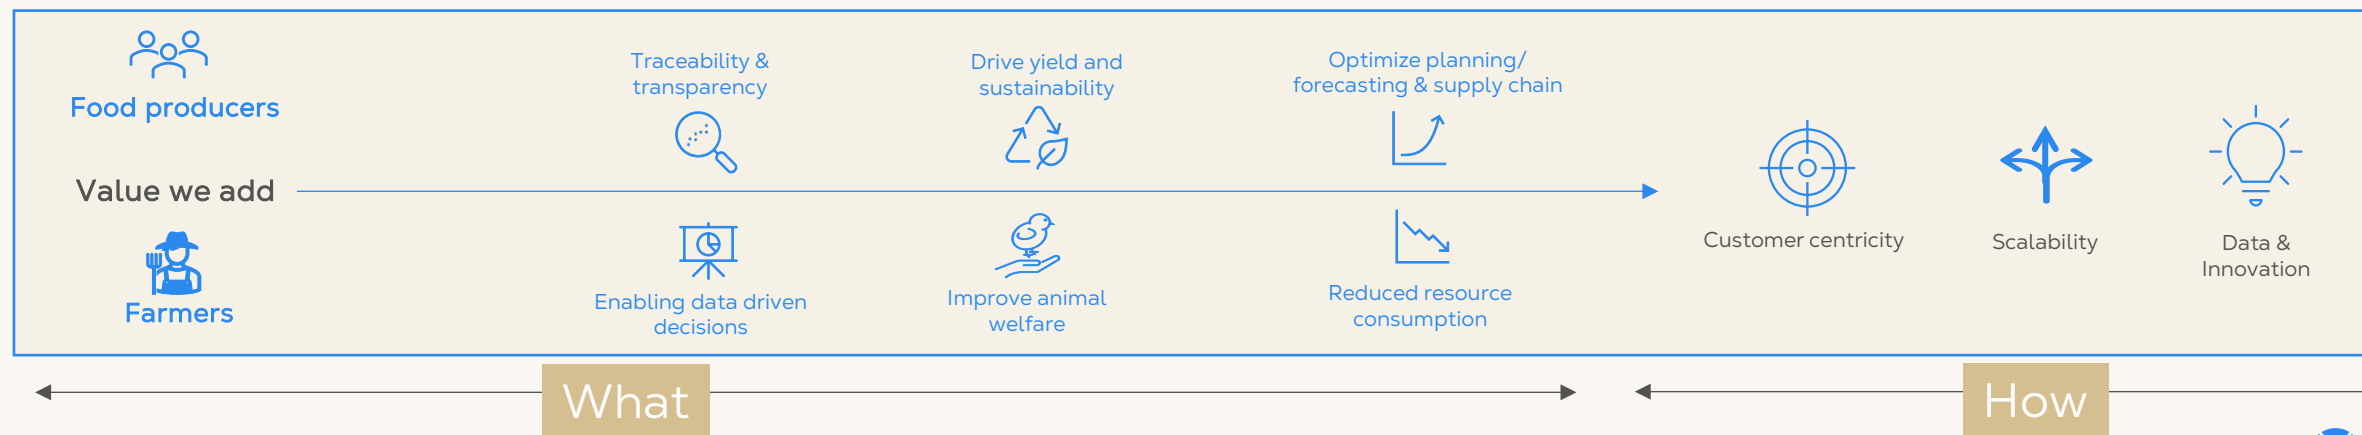 Food producers
Traceability &
transparency
Drive yield and
sustainability
Optimize planning/
forecasting & supply chain
Value we add
Farmers
Enabling data driven
decisions
Improve animal
welfare
Reduced resource
consumption
Customer centricity
Scalability
Data &
Innovation
What
How